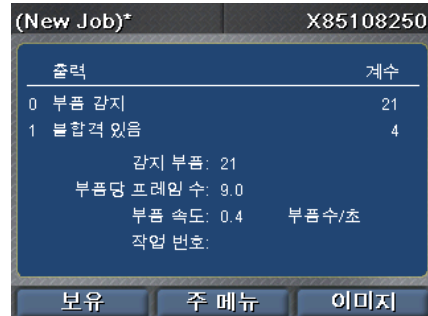 (New Job)* X85108250
출력 계수
0 부품 감지 21
1 불합격 있음 4
감지 부품: 21
부품당 프레임 수: 9.0
부품 속도: 0.4 부품수/초
작업 번호:
보유 주 메뉴 이미지